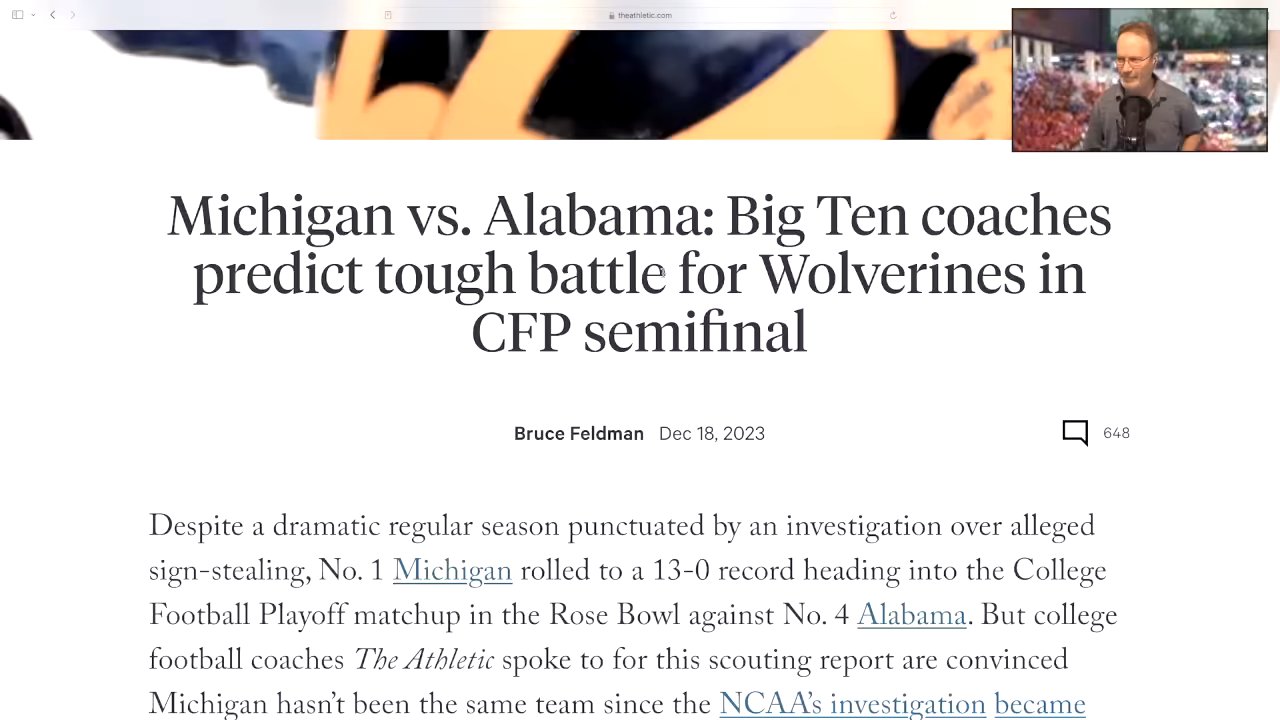 theathletic.com
Michigan vs. Alabama: Big Ten coaches
predict tough battle for Wolverines in
CFP semifinal
Bruce Feldman Dec 18, 2023
648
Despite a dramatic regular season punctuated by an investigation over alleged
sign-stealing, No. 1 Michigan rolled to a 13-0 record heading into the College
Football Playoff matchup in the Rose Bowl against No. 4 Alabama. But college
football coaches The Athletic spoke to for this scouting report are convinced
Michigan hasn’t been the same team since the NCAA’s investigation became